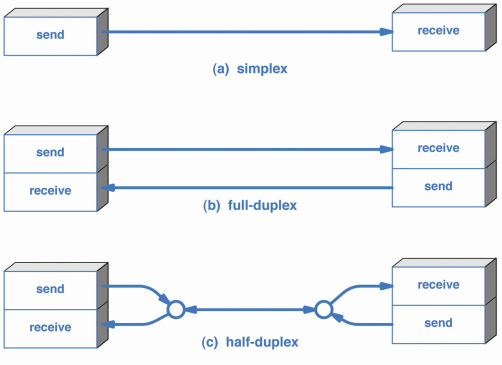 send
receive
(a) simplex
send
receive
receive
send
(b) full-duplex
send
receive
receive
send
(c) half-duplex